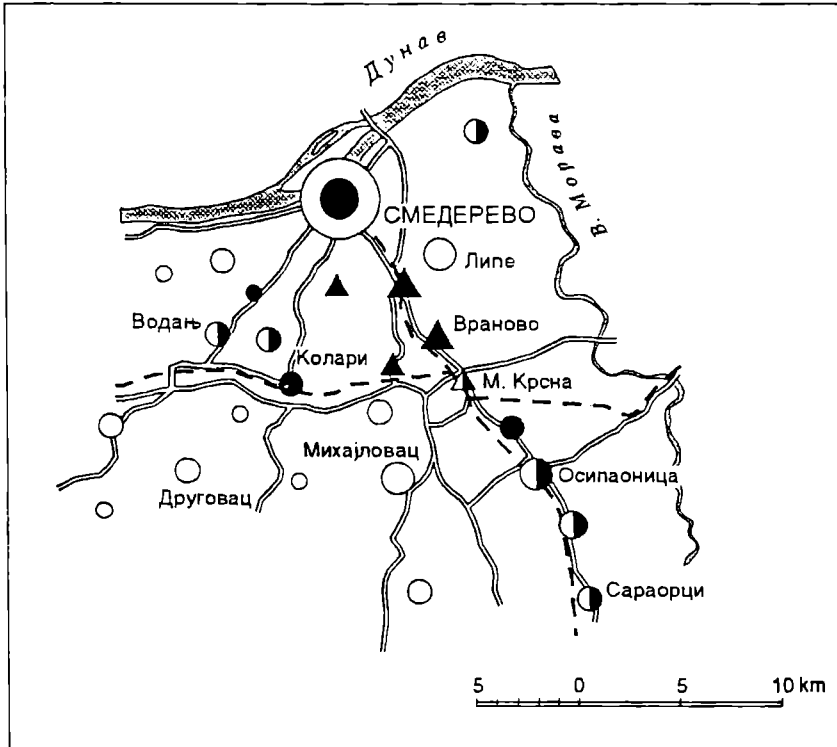 Дунав
В. Морава
СМЕДЕРЕВО
Липе
Водањ
Враново
Колари
М. Крсна
Михајловац
Друговац
Осипаоница
Сараорци
5 0 5 10 km